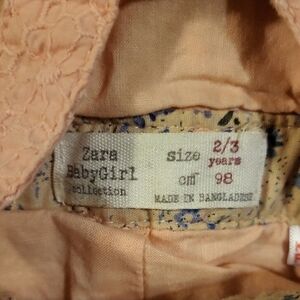 Zara
BabyGirl
collection
size 2/3
years
cm 98
MADE IN BANGLADESH